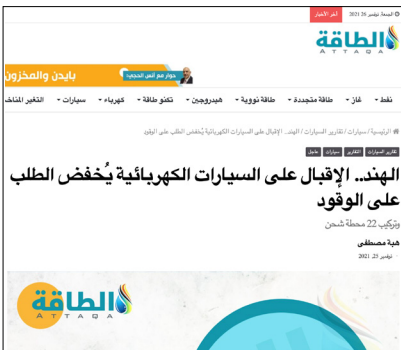 الجمعة, نوفمبر 26 2021 آخر الأخبار
الطاقة
ATTAQA
حوار مع أنس الحجي بايدن والمخزون
نفط غاز طاقة متجددة طاقة نووية هيدروجين تكنو طاقة كهرباء سيارات التغير المناخ
الرئيسية / سيارات / تقارير السيارات / الهند.. الإقبال على السيارات الكهربائية يُخفض الطلب على الوقود
تقارير السيارات التقارير سيارات عاجل
الهند.. الإقبال على السيارات الكهربائية يُخفض الطلب
على الوقود
وتركيب 22 محطة شحن
هبة مصطفى
نوفمبر 25, 2021
الطاقة
ATTAQA